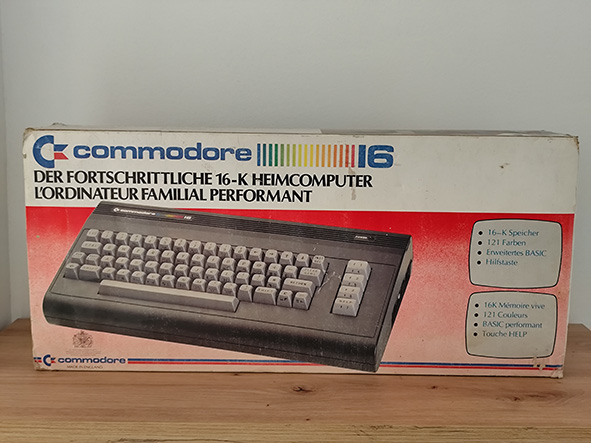 commodore 16
DER FORTSCHRITTLICHE 16-K HEIMCOMPUTER
L'ORDINATEUR FAMILIAL PERFORMANT
commodore 16
• 16-K Speicher
• 121 Farben
• Erweitertes BASIC
• Hilfstaste
• 16K Mémoire vive
• 121 Couleurs
• BASIC performant
• Touche HELP
commodore
MADE IN ENGLAND